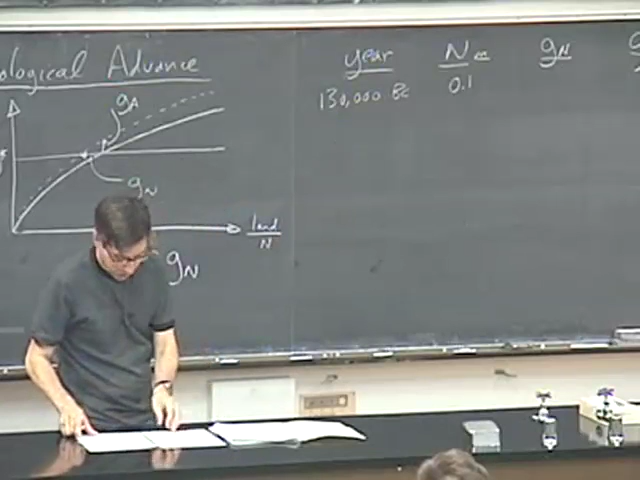 ological Advance
gA
gN
land
N
gN
year N gN
130,000 BC 0.1